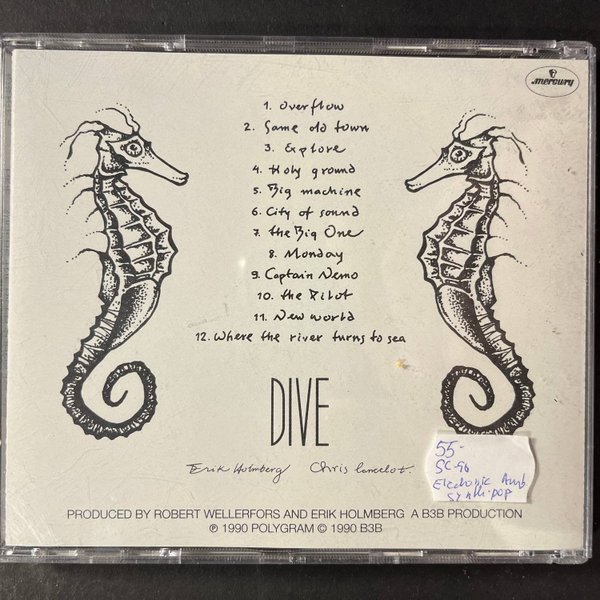 mercury
1. Overflow
2. Same old town
3. Explore
4. Holy ground
5. Big machine
6. City of sound
7. the Big One
8. Monday
9. Captain Nemo
10. the Pilot
11. New world
12. Where the river turns to sea
DIVE
Erik Holmberg Chris Lancelot.
55-
SC-96
Electronic Amb
Synth-pop
PRODUCED BY ROBERT WELLERFORS AND ERIK HOLMBERG A B3B PRODUCTION
℗ 1990 POLYGRAM © 1990 B3B